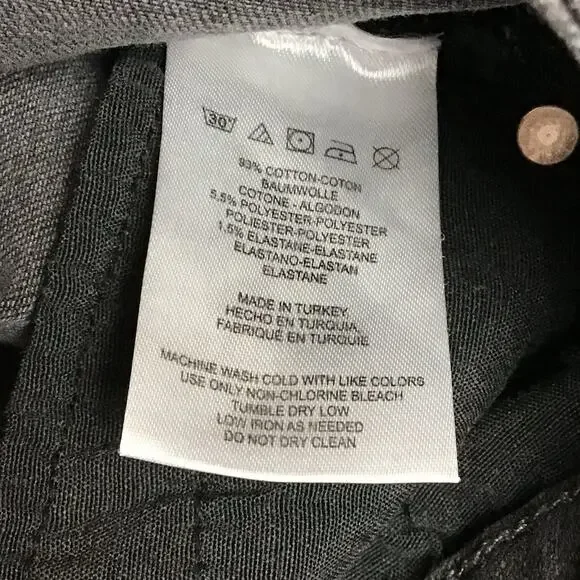 30
93% COTTON-COTON
BAUMWOLLE
COTONE - ALGODON
5,5% POLYESTER-POLYESTER
POLIESTER-POLYESTER
1,5% ELASTANE-ELASTANE
ELASTANO-ELASTAN
ELASTANE
MADE IN TURKEY
HECHO EN TURQUIA
FABRIQUÉ EN TURQUIE
MACHINE WASH COLD WITH LIKE COLORS
USE ONLY NON-CHLORINE BLEACH
TUMBLE DRY LOW
LOW IRON AS NEEDED
DO NOT DRY CLEAN